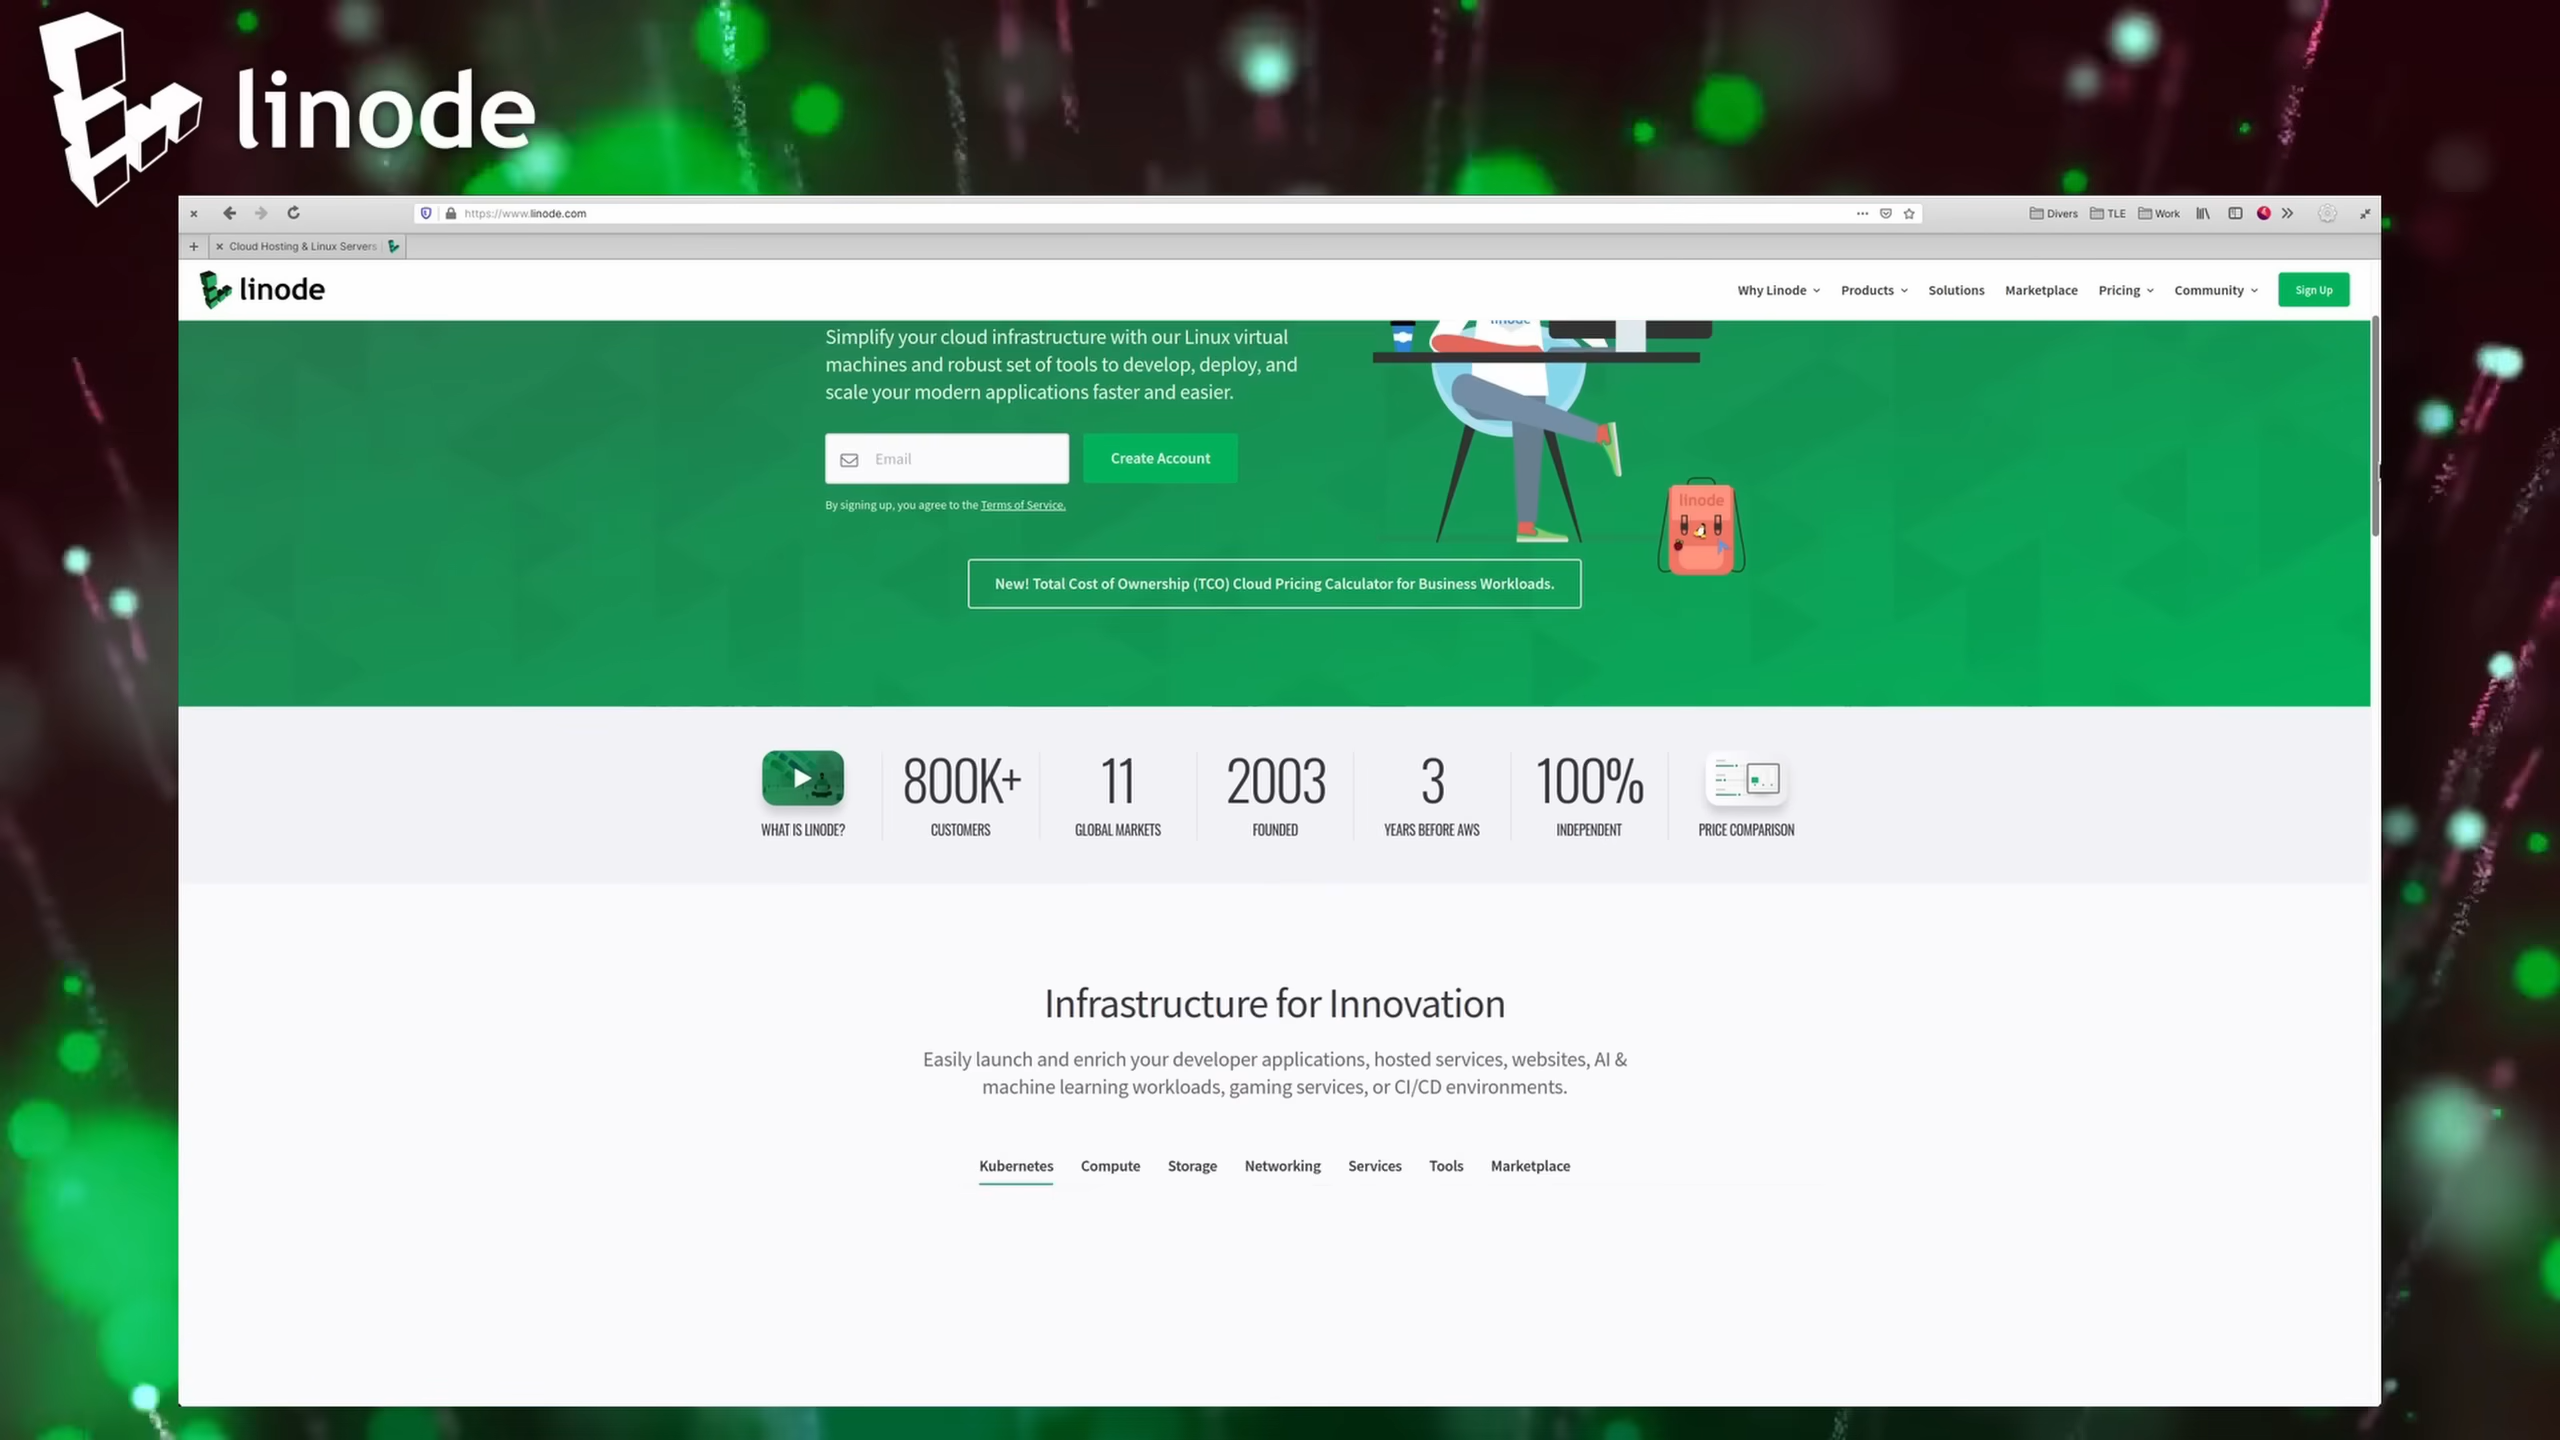 linode
https://www.linode.com
Divers
TLE
Work
Cloud Hosting & Linux Servers
linode
Why Linode
Products
Solutions
Marketplace
Pricing
Community
Sign Up
linode
Simplify your cloud infrastructure with our Linux virtual
machines and robust set of tools to develop, deploy, and
scale your modern applications faster and easier.
Email
Create Account
By signing up, you agree to the Terms of Service.
linode
New! Total Cost of Ownership (TCO) Cloud Pricing Calculator for Business Workloads.
WHAT IS LINODE?
800K+
CUSTOMERS
11
GLOBAL MARKETS
2003
FOUNDED
3
YEARS BEFORE AWS
100%
INDEPENDENT
PRICE COMPARISON
Infrastructure for Innovation
Easily launch and enrich your developer applications, hosted services, websites, AI &
machine learning workloads, gaming services, or CI/CD environments.
Kubernetes
Compute
Storage
Networking
Services
Tools
Marketplace